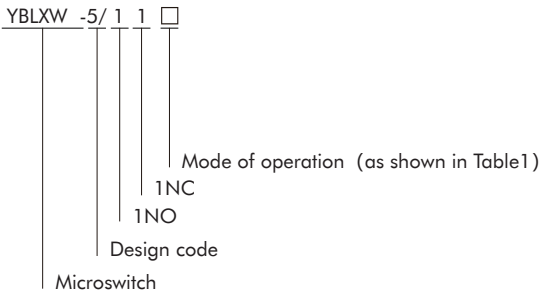 YBLXW -5/ 1 1 □
Mode of operation (as shown in Table1)
1NC
1NO
Design code
Microswitch